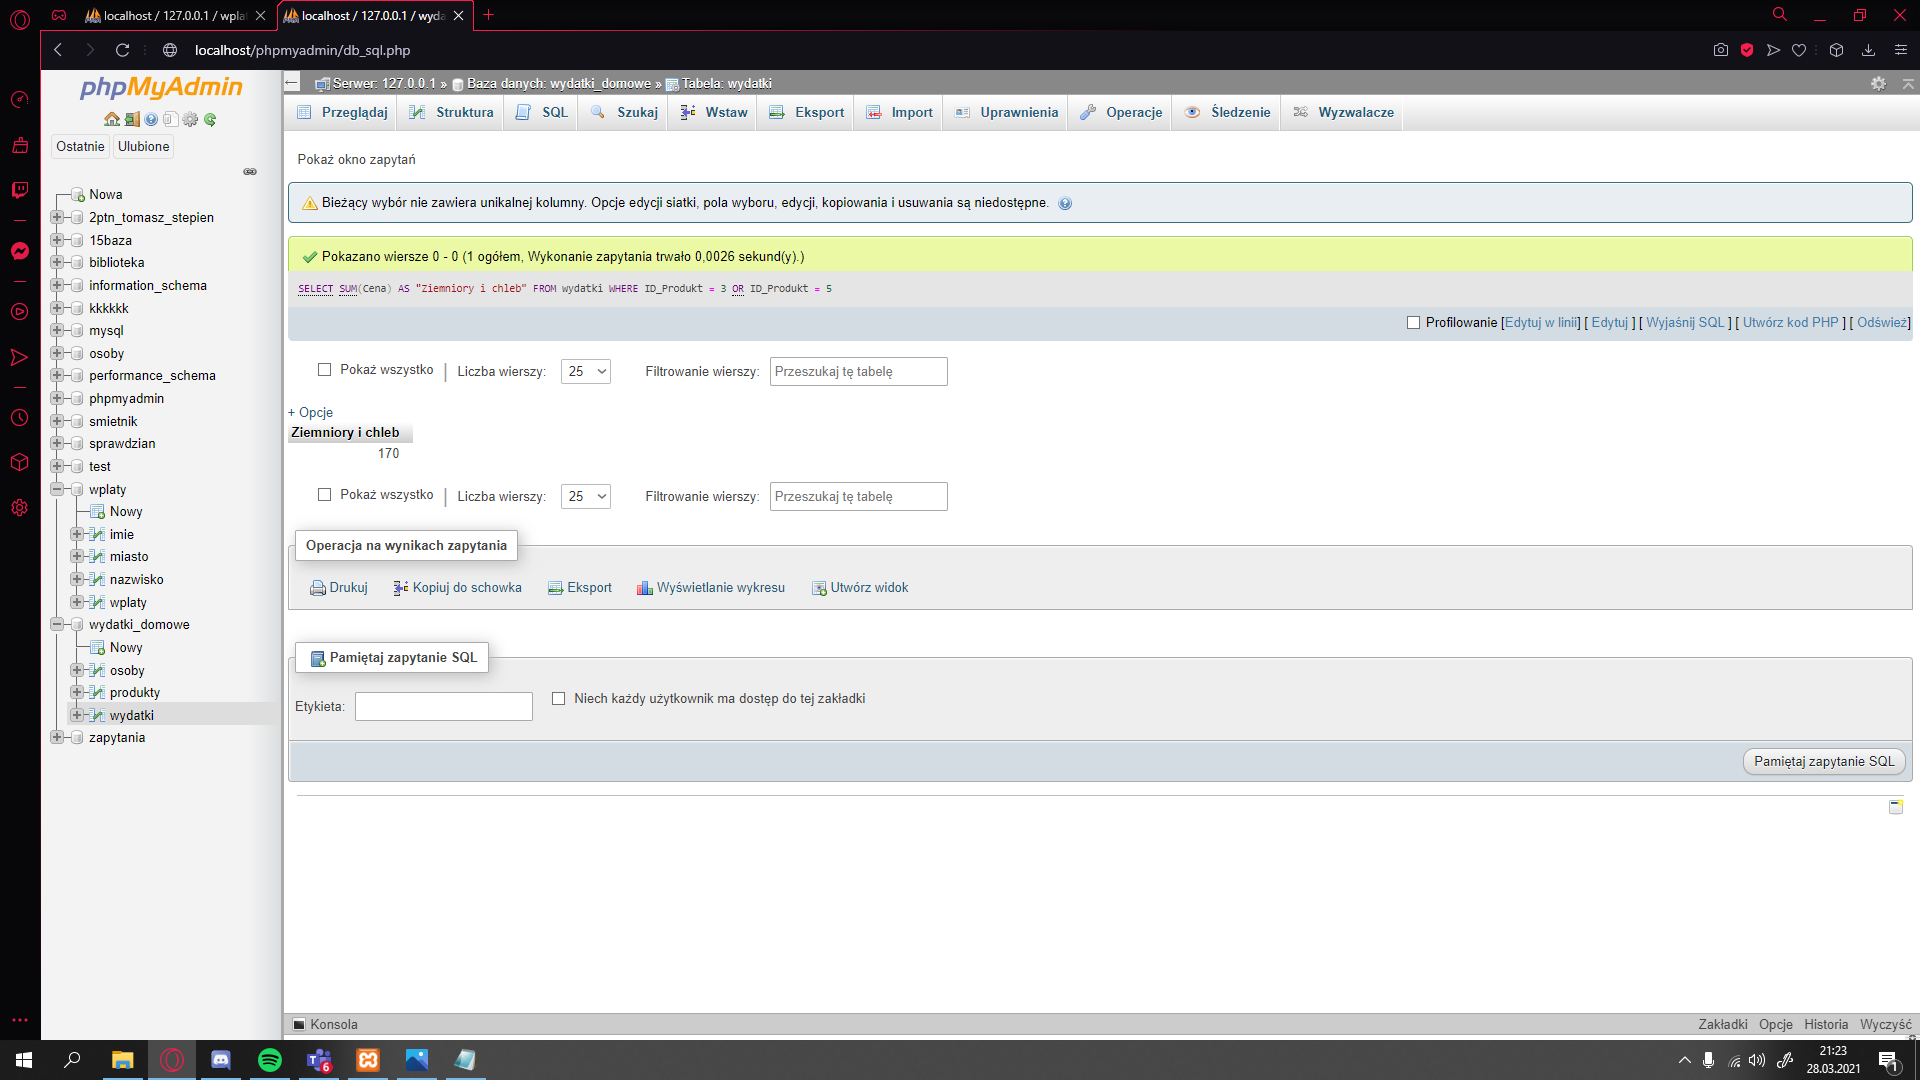 localhost / 127.0.0.1 / wpla
localhost / 127.0.0.1 / wyda
localhost/phpmyadmin/db_sql.php
phpMyAdmin
Ostatnie Ulubione
Nowa
2ptn_tomasz_stepien
15baza
biblioteka
information_schema
kkkkkk
mysql
osoby
performance_schema
phpmyadmin
smietnik
sprawdzian
test
wplaty
Nowy
imie
miasto
nazwisko
wplaty
wydatki_domowe
Nowy
osoby
produkty
wydatki
zapytania
Serwer: 127.0.0.1 » Baza danych: wydatki_domowe » Tabela: wydatki
Przeglądaj Struktura SQL Szukaj Wstaw Eksport Import Uprawnienia Operacje Śledzenie Wyzwalacze
Pokaż okno zapytań
Bieżący wybór nie zawiera unikalnej kolumny. Opcje edycji siatki, pola wyboru, edycji, kopiowania i usuwania są niedostępne.
Pokazano wiersze 0 - 0 (1 ogółem, Wykonanie zapytania trwało 0,0026 sekund(y).)
SELECT SUM(Cena) AS "Ziemniory i chleb" FROM wydatki WHERE ID_Produkt = 3 OR ID_Produkt = 5
Profilowanie [Edytuj w linii] [ Edytuj ] [ Wyjaśnij SQL ] [ Utwórz kod PHP ] [ Odśwież]
Pokaż wszystko | Liczba wierszy: 25 Filtrowanie wierszy: Przeszukaj tę tabelę
+ Opcje
Ziemniory i chleb
170
Pokaż wszystko | Liczba wierszy: 25 Filtrowanie wierszy: Przeszukaj tę tabelę
Operacja na wynikach zapytania
Drukuj Kopiuj do schowka Eksport Wyświetlanie wykresu Utwórz widok
Pamiętaj zapytanie SQL
Etykieta: Niech każdy użytkownik ma dostęp do tej zakładki
Pamiętaj zapytanie SQL
Konsola
Zakładki Opcje Historia Wyczyść
6
21:23
28.03.2021
1